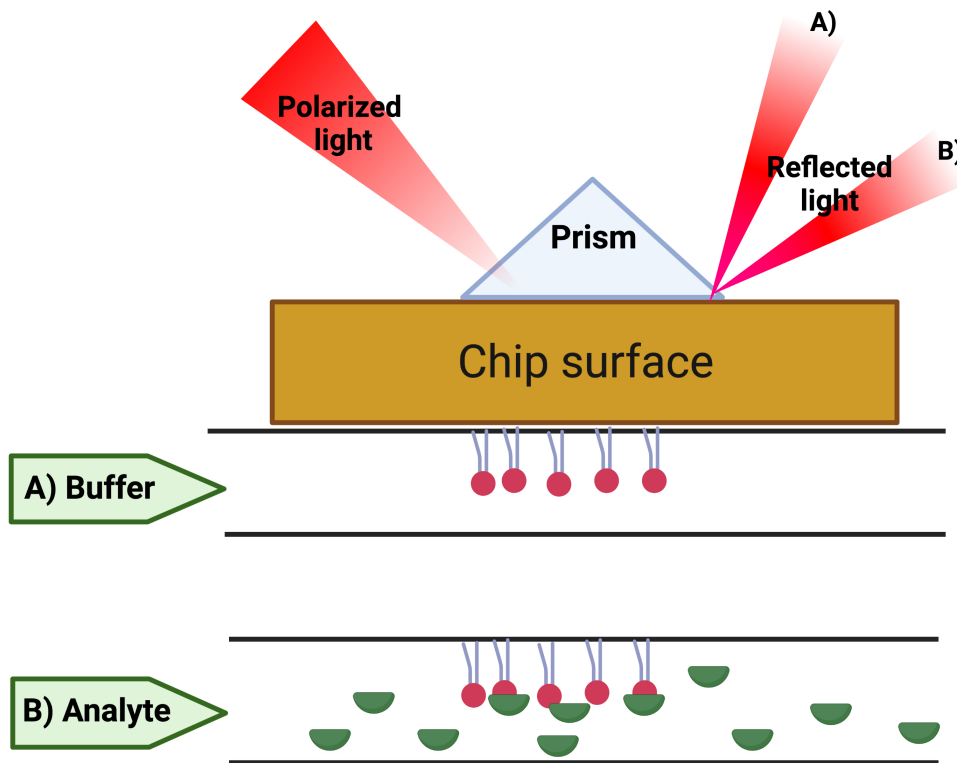 A)
Polarized
light
B)
Reflected
light
Prism
Chip surface
A) Buffer
B) Analyte